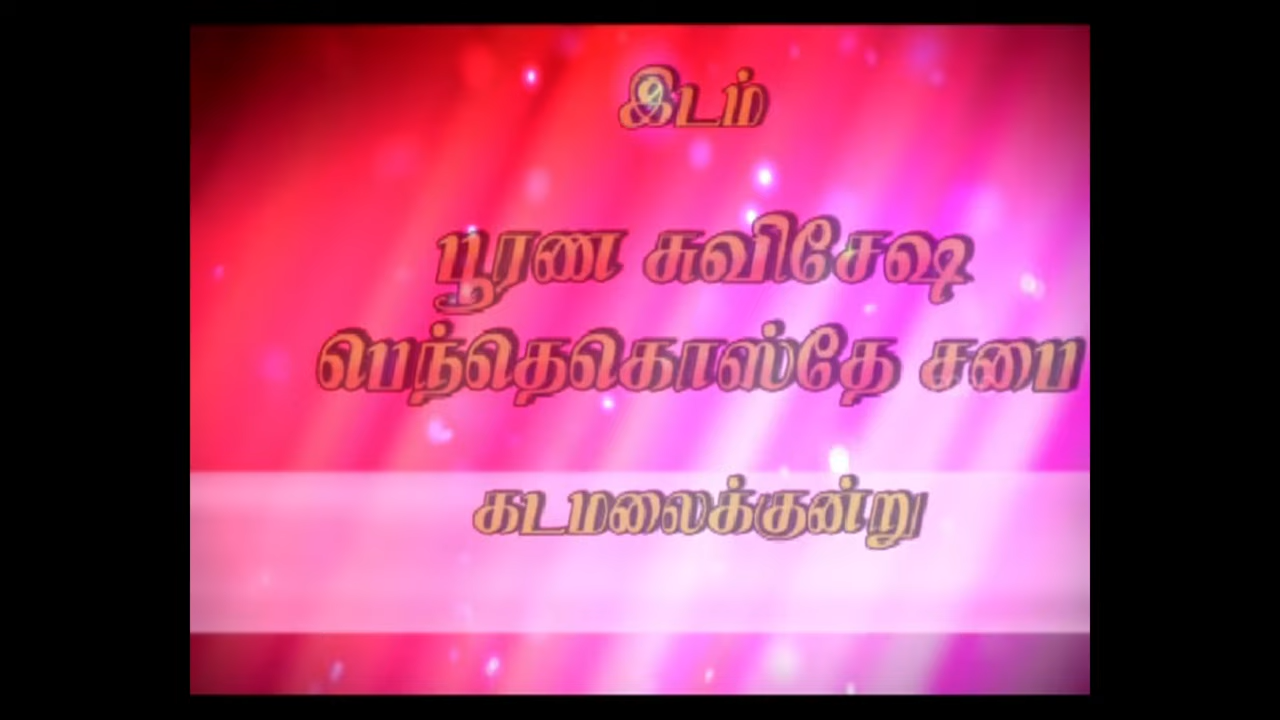 இடம்
பூரண சுவிசேஷ
பெந்தெகொஸ்தே சபை
கடமலைக்குன்று